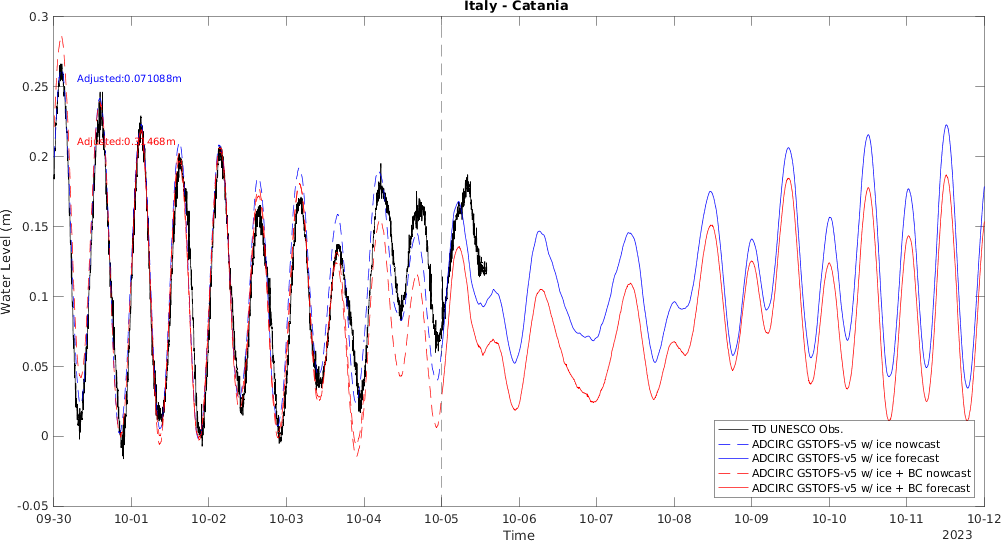 Italy - Catania
Water Level (m)
0.3
0.25
0.2
0.15
0.1
0.05
0
-0.05
Adjusted:0.071088m
09-30
10-01
10-02
10-03
10-04
10-05
10-06
10-07
10-08
10-09
10-10
10-11
10-12
Time
2023
TD UNESCO Obs.
ADCIRC GSTOFS-v5 w/ ice nowcast
ADCIRC GSTOFS-v5 w/ ice forecast
ADCIRC GSTOFS-v5 w/ ice + BC nowcast
ADCIRC GSTOFS-v5 w/ ice + BC forecast